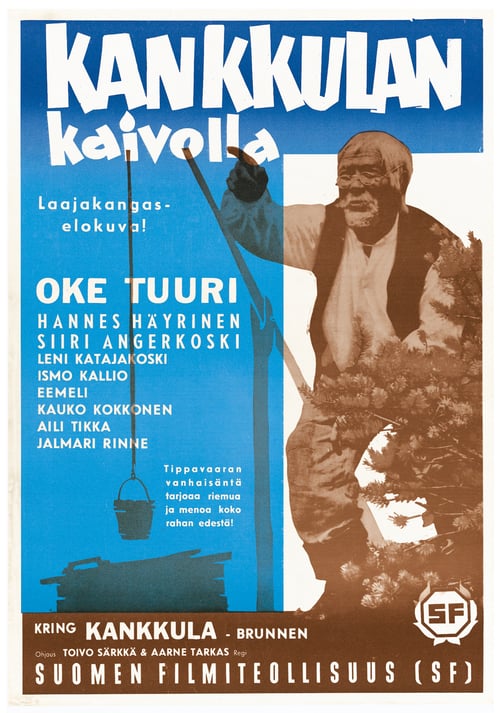 KANKKULAN
kaivolla
Laajakangas-
elokuva!
OKE TUURI
HANNES HÄYRINEN
SIIRI ANGERKOSKI
LENI KATAJAKOSKI
ISMO KALLIO
EEMELI
KAUKO KOKKONEN
AILI TIKKA
JALMARI RINNE
Tippavaaran
vanhaisäntä
tarjoaa riemua
ja menoa koko
rahan edestä!
SF
KRING KANKKULA - BRUNNEN
Ohjaus TOIVO SÄRKKÄ & AARNE TARKAS Regi
SUOMEN FILMITEOLLISUUS (SF)